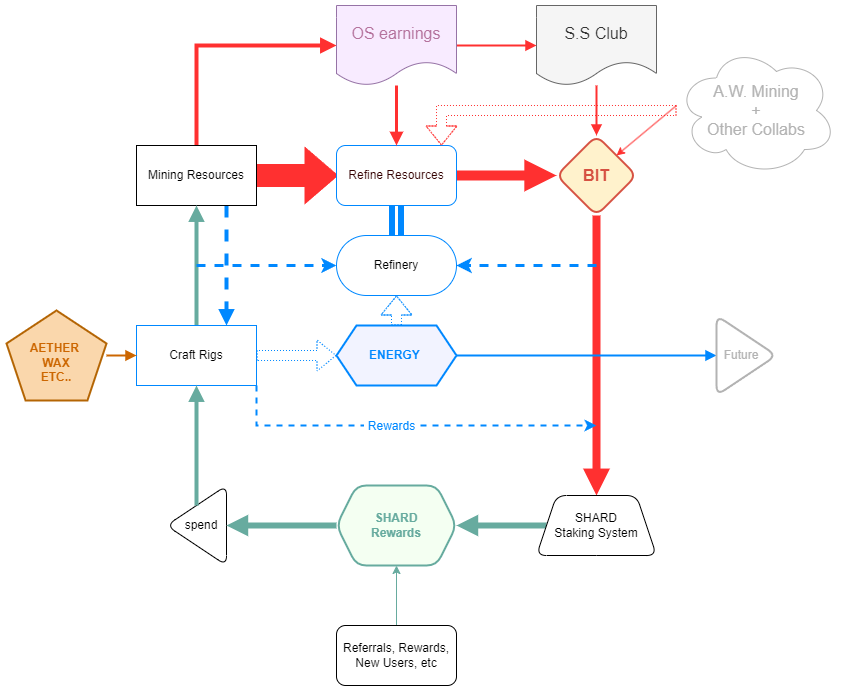 OS earnings
S.S Club
A.W. Mining
+
Other Collabs
Mining Resources
Refine Resources
BIT
Refinery
AETHER
WAX
ETC..
Craft Rigs
ENERGY
Future
Rewards
spend
SHARD
Rewards
SHARD
Staking System
Referrals, Rewards,
New Users, etc